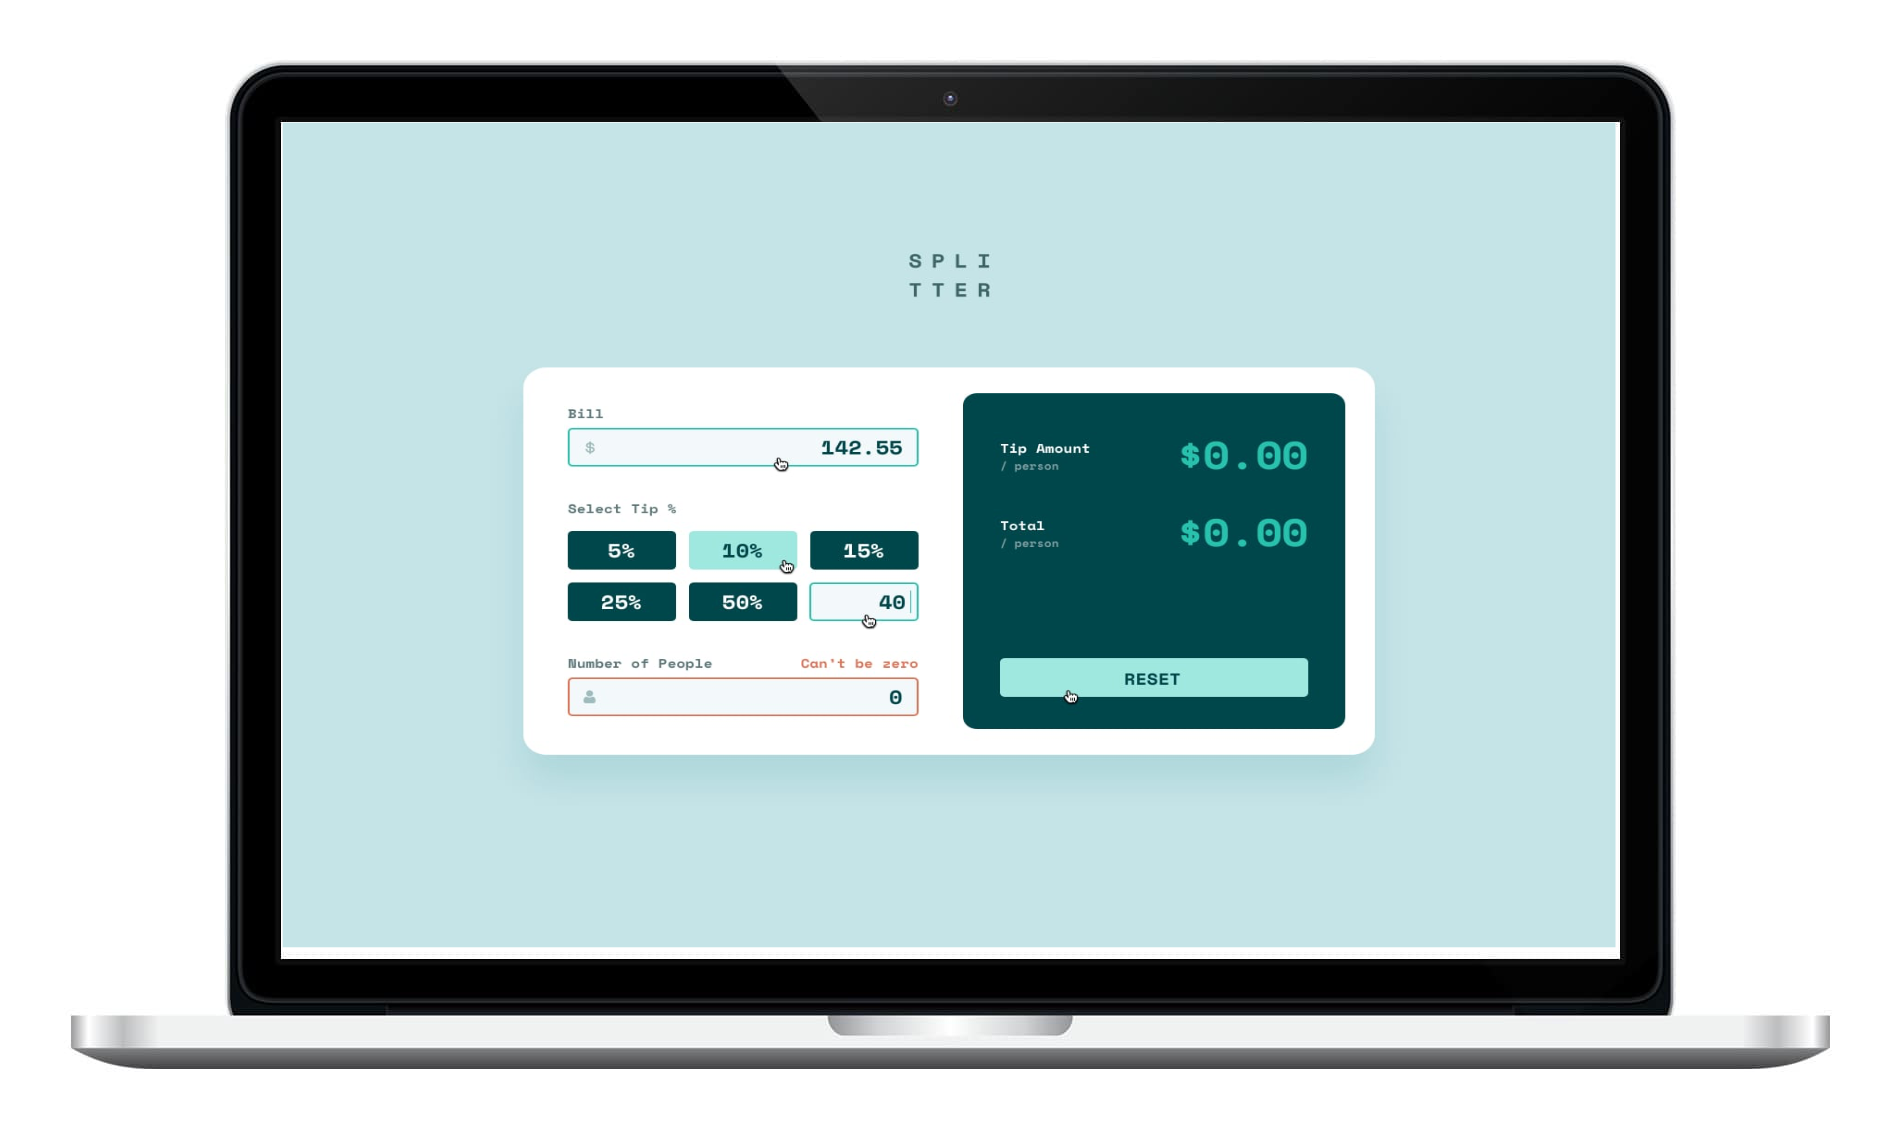 SPLI
TTER
Bill
$ 142.55
Select Tip %
5% 10% 15%
25% 50% 40
Number of People Can't be zero
0
Tip Amount
/ person
$0.00
Total
/ person
$0.00
RESET